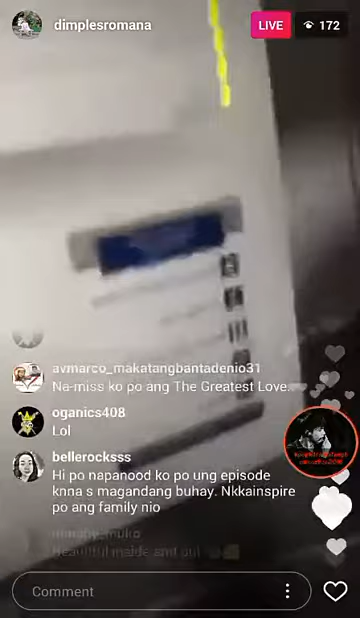 dimplesromana
LIVE
172
avmarco_makatangbantadenio31
Na-miss ko po ang The Greatest Love.
oganics408
Lol
bellerocksss
Hi po napanood ko po ung episode
knna s magandang buhay. Nkkainspire
po ang family nio
Beautiful inside amt out
Comment